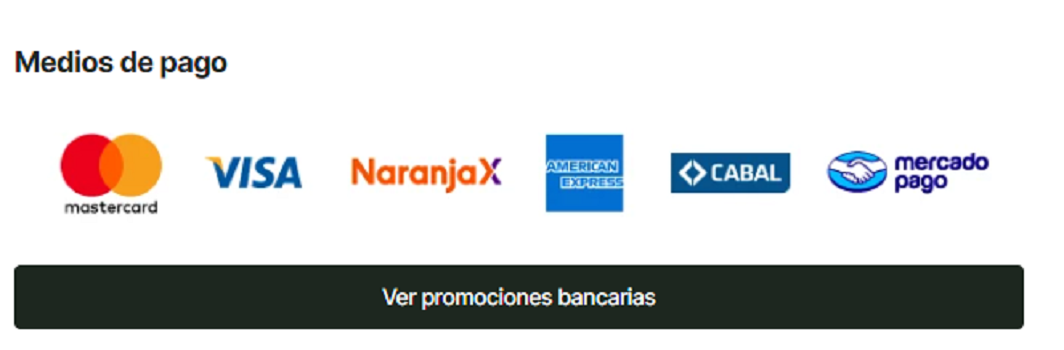 Medios de pago
mastercard
VISA
NaranjaX
AMERICAN
EXPRESS
CABAL
mercado
pago
Ver promociones bancarias